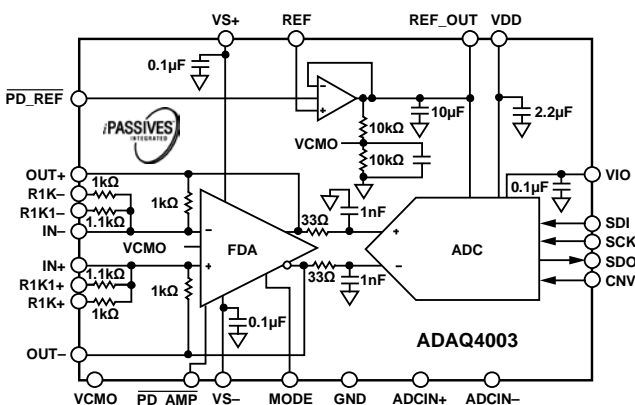 VS+ REF REF_OUT VDD
0.1µF
PD_REF
10µF
2.2µF
iPASSIVES
INTEGRATED
10kΩ
VCMO
10kΩ
OUT+
1kΩ
R1K–
R1K1–
1.1kΩ
IN–
1kΩ
VCMO
FDA
33Ω
1nF
0.1µF
VIO
ADC
SDI
SCK
SDO
CNV
IN+
1.1kΩ
R1K1+
R1K+
1kΩ
1kΩ
33Ω
1nF
0.1µF
OUT–
ADAQ4003
VCMO PD_AMP VS– MODE GND ADCIN+ ADCIN–